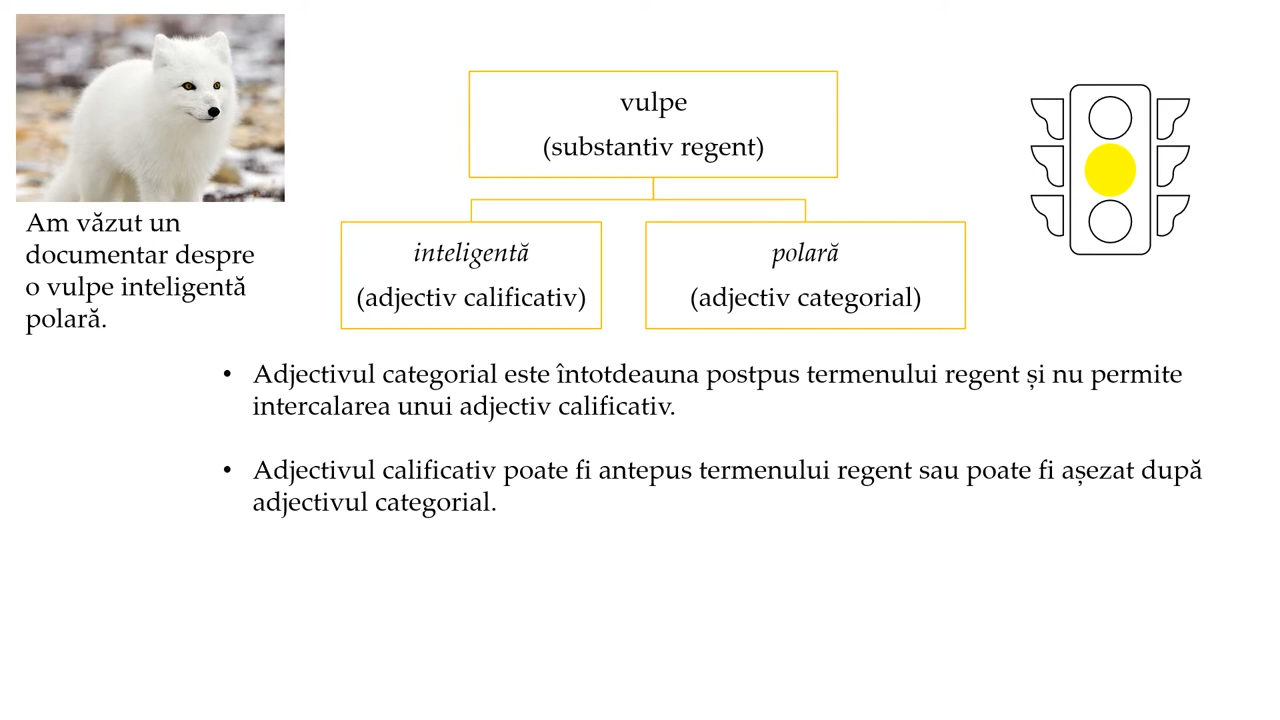 Am văzut un
documentar despre
o vulpe inteligentă
polară.
vulpe
(substantiv regent)
inteligentă
(adjectiv calificativ)
polară
(adjectiv categorial)
• Adjectivul categorial este întotdeauna postpus termenului regent și nu permite
intercalarea unui adjectiv calificativ.
• Adjectivul calificativ poate fi antepus termenului regent sau poate fi așezat după
adjectivul categorial.